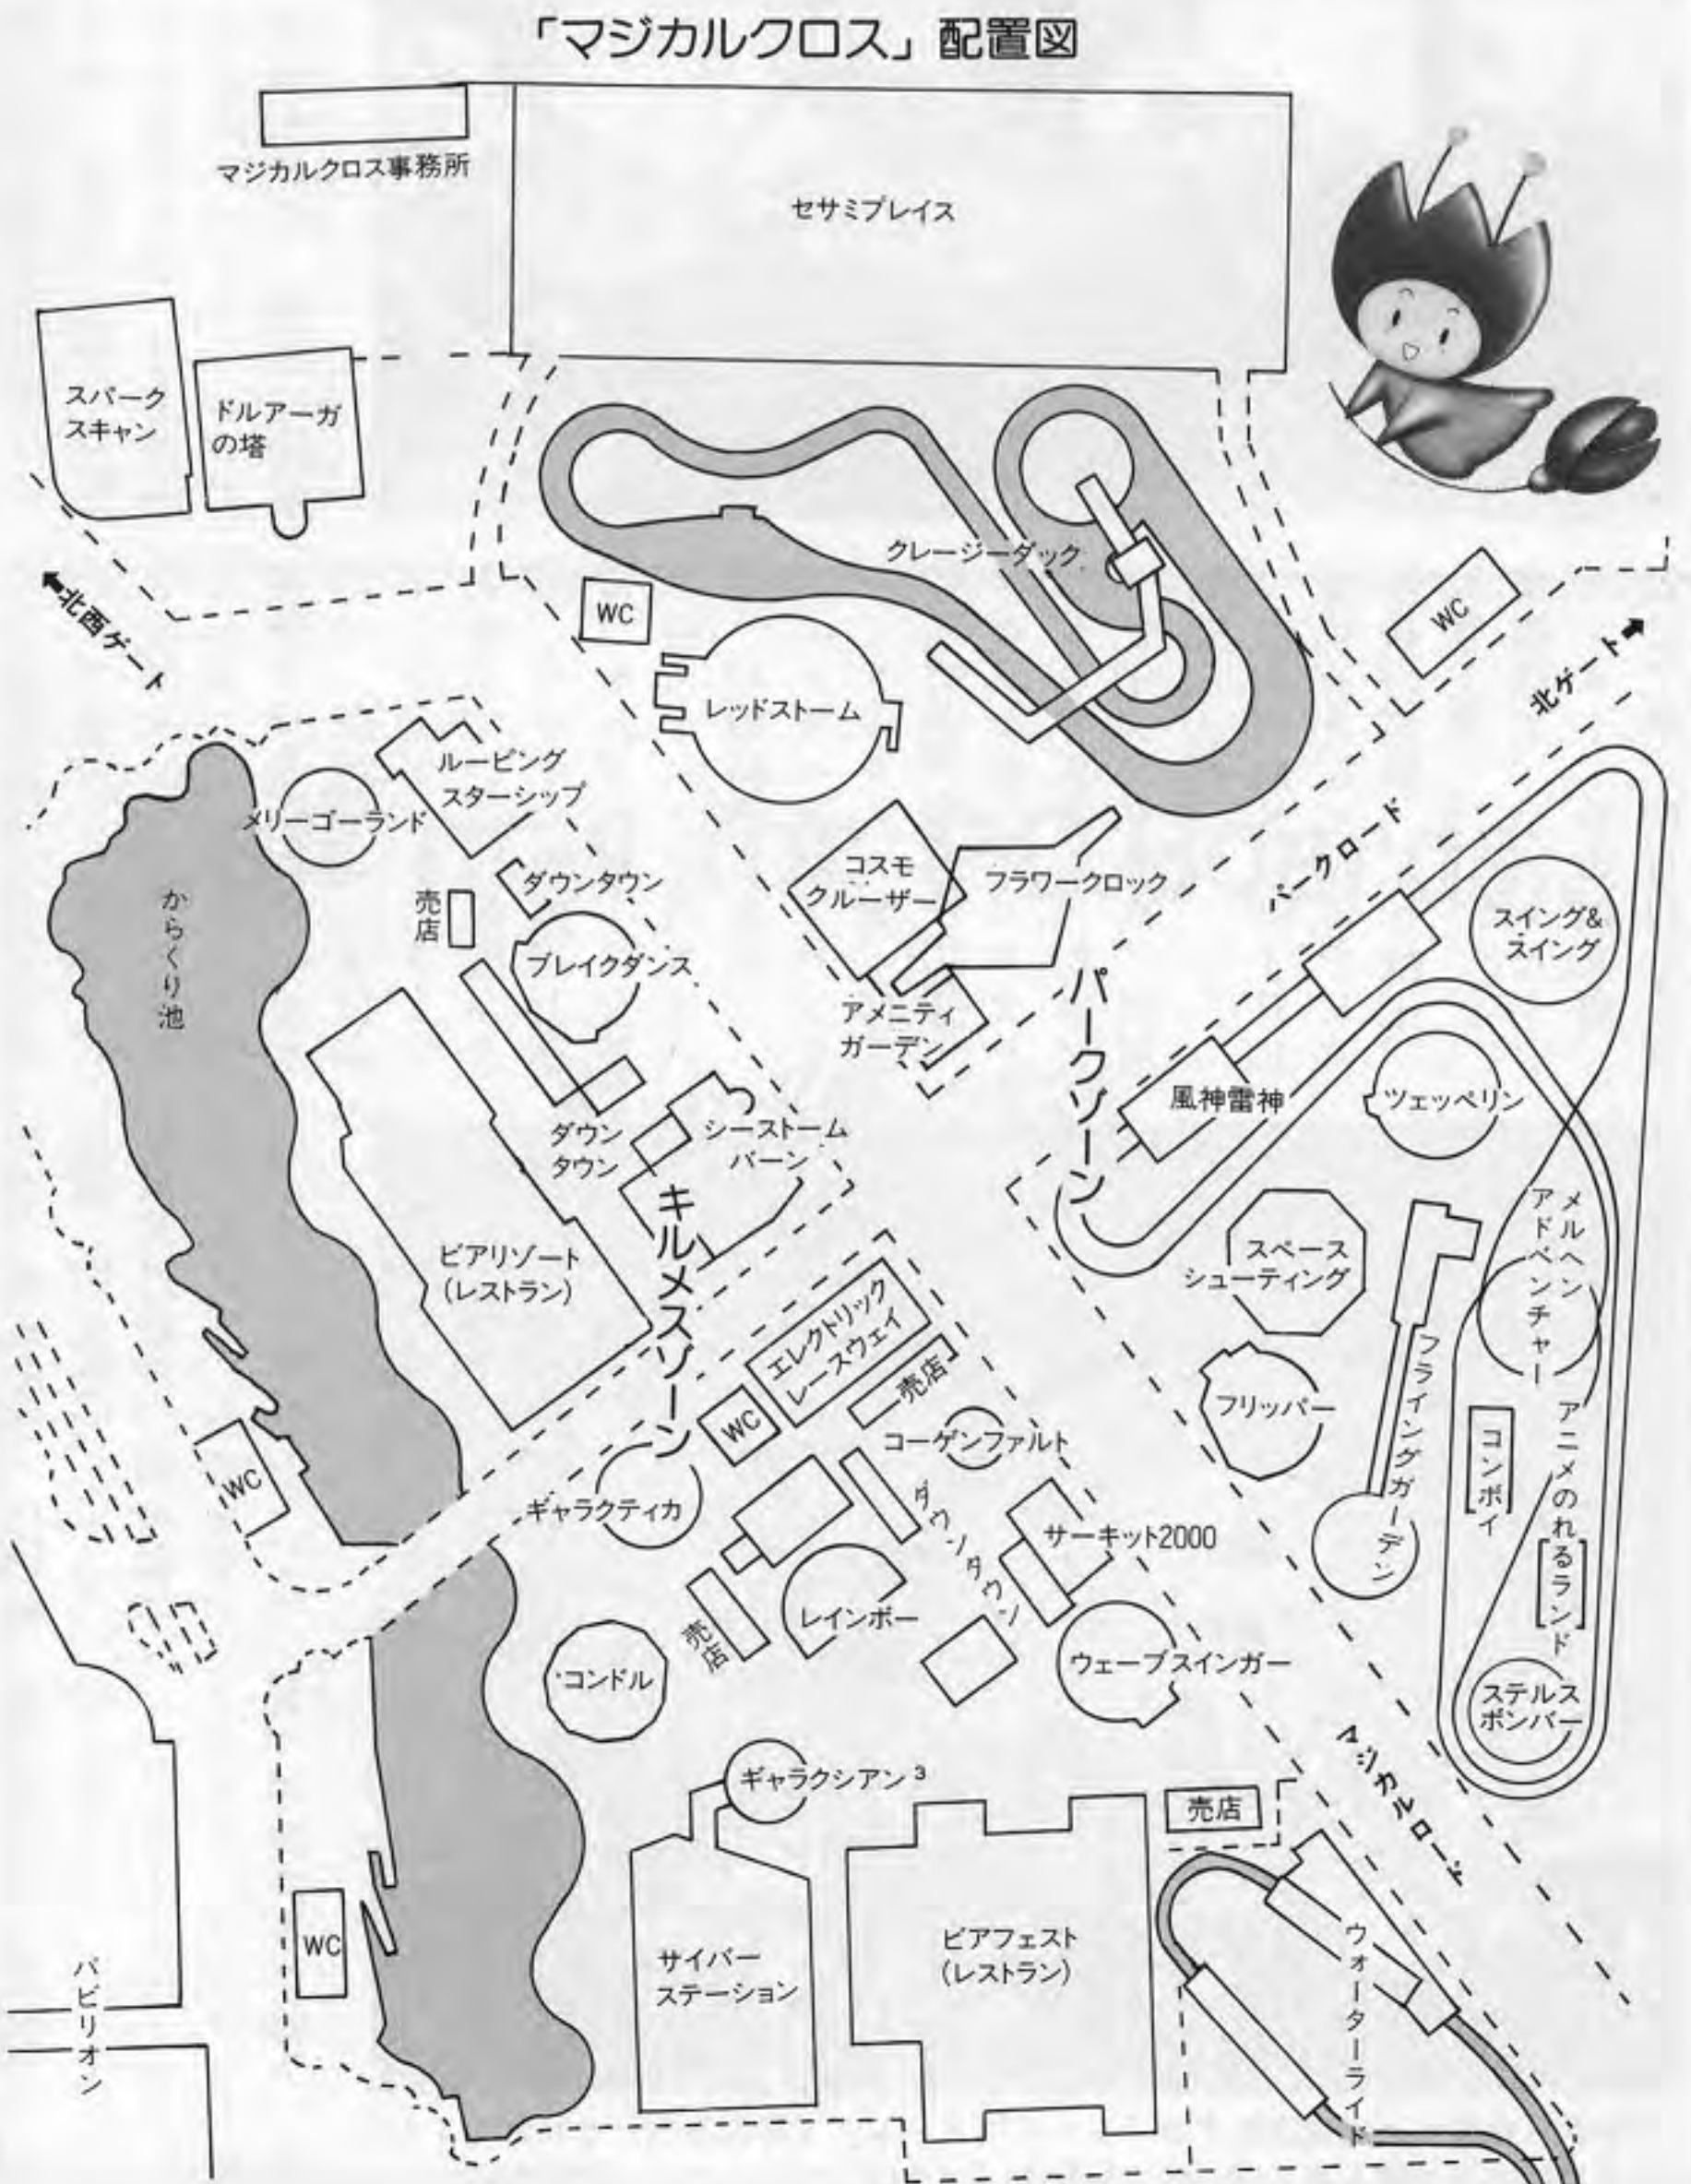 「マジカルクロス」配置図
マジカルクロス事務所
セサミプレイス
スパーク
スキャン
ドルアーガ
の塔
クレージーダック
WC
WC
北西ゲート
北ゲート
レッドストーム
ルーピング
スターシップ
メリーゴーランド
コスモ
クルーザー
フラワークロック
パークロード
ダウンタウン
売店
からくり池
ブレイクダンス
スイング&
スイング
アメニティ
ガーデン
パークゾーン
風神雷神
ツェッペリン
ダウン
タウン
シーストーム
バーン
キルメスゾーン
ビアリゾート
(レストラン)
スペース
シューティング
メルヘン
アドベンチャー
エレクトリック
レースウェイ
売店
WC
フリッパー
フライングガーデン
コーゲンファルト
コンボイ
アニメのれるランド
WC
ギャラクティカ
ダウンタウン
サーキット2000
レインボー
売店
コンドル
ウェーブスインガー
ステルス
ボンバー
ギャラクシアン3
売店
マジカルロード
WC
サイバー
ステーション
ビアフェスト
(レストラン)
ウォーターライド
パビリオン